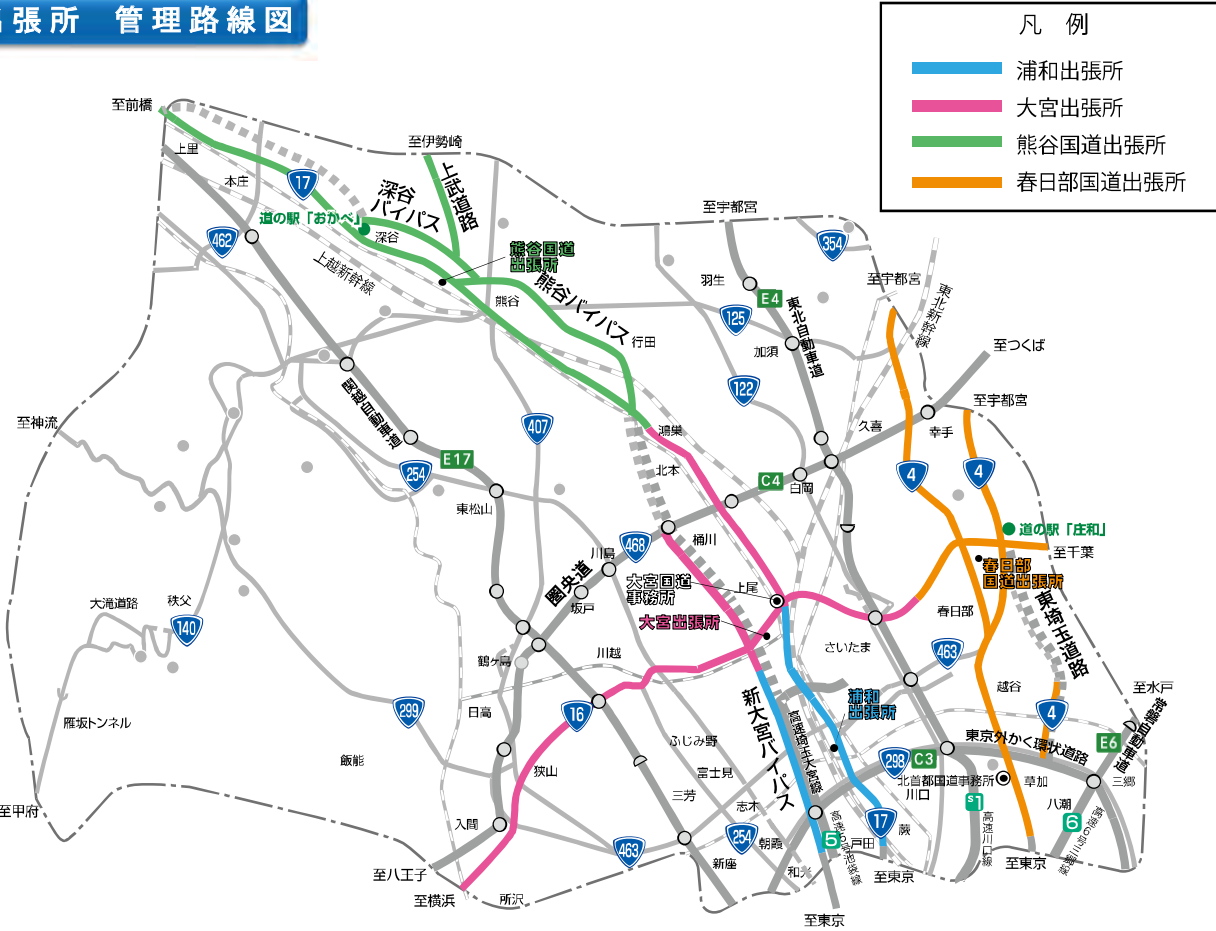 張所　管理路線図
凡　例
浦和出張所
大宮出張所
熊谷国道出張所
春日部国道出張所
至前橋
上里
本庄
17
道の駅「おかべ」
462
深谷
バイパス
深谷
至伊勢崎
上武道路
上越新幹線
熊谷国道
出張所
熊谷
熊谷バイパス
行田
至宇都宮
354
羽生
E4
125
東北自動車道
加須
122
至宇都宮
東北新幹線
至つくば
至宇都宮
久喜
幸手
関越自動車道
至神流
407
E17
254
東松山
鴻巣
北本
C4
白岡
4
4
道の駅「庄和」
至千葉
春日部
国道出張所
東埼玉道路
468
川島
桶川
圏央道
坂戸
大宮国道
事務所
上尾
大宮出張所
春日部
さいたま
463
越谷
大滝道路
秩父
140
鶴ヶ島
川越
日高
299
16
雁坂トンネル
飯能
狭山
ふじみ野
富士見
三芳
志木
新大宮バイパス
高速埼玉大宮線
浦和
出張所
298
C3
北首都国道事務所
川口
東京外かく環状道路
4
至水戸
常磐自動車道
E6
草加
三郷
八潮
S1
高速川口線
6
高速6号三郷線
至甲府
入間
463
254
朝霞
新座
5
戸田
17
蕨
至東京
至東京
至東京
至八王子
至横浜
所沢